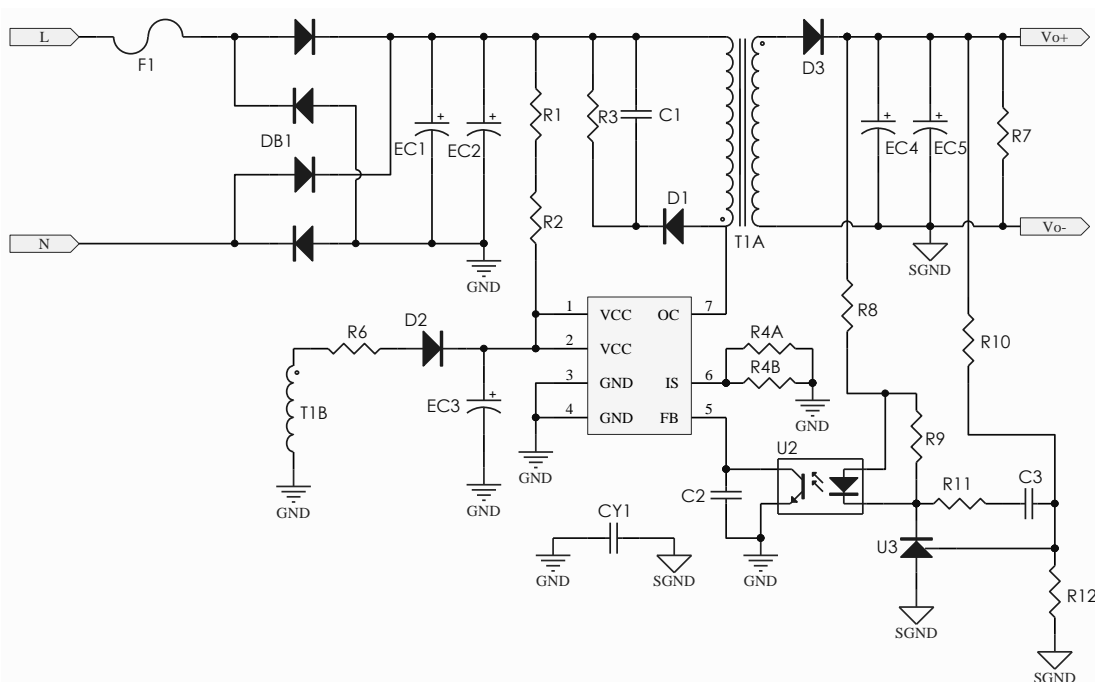 L
F1
Vo+
D3
DB1
EC1
EC2
R1
R3
C1
EC4
EC5
R7
D1
R2
T1A
N
Vo-
SGND
GND
1
VCC
OC
7
R8
D2
R6
2
VCC
R4A
R10
3
GND
IS
6
R4B
T1B
EC3
4
GND
FB
5
GND
R9
U2
GND
C2
R11
C3
GND
GND
CY1
U3
GND
SGND
GND
R12
SGND
SGND